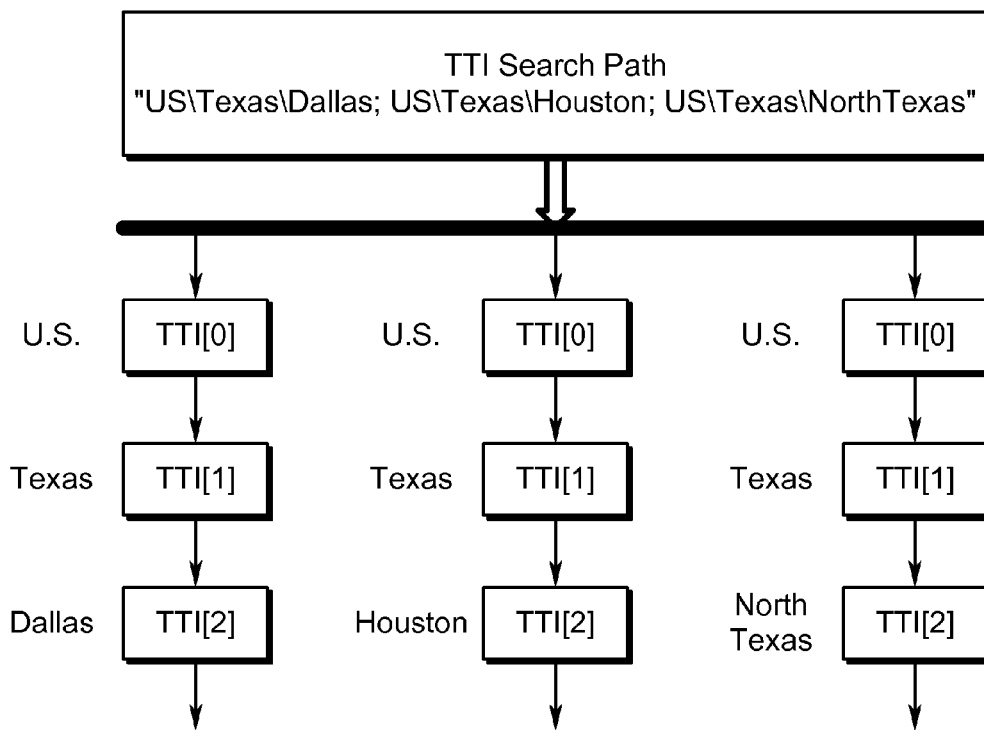 TTI Search Path
"US\Texas\Dallas; US\Texas\Houston; US\Texas\NorthTexas"
U.S. TTI[0] U.S. TTI[0] U.S. TTI[0]
Texas TTI[1] Texas TTI[1] Texas TTI[1]
Dallas TTI[2] Houston TTI[2] North Texas TTI[2]